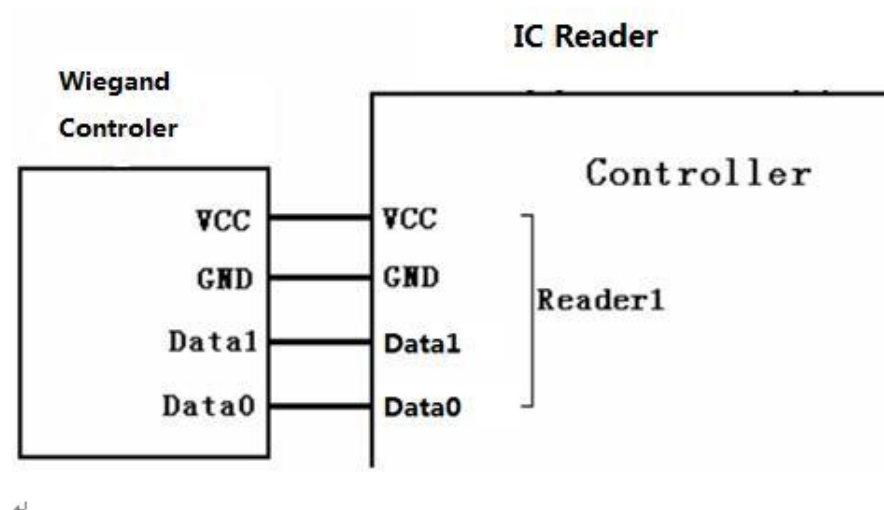 IC Reader
Wiegand
Controler
Controller
VCC
GND
Data1
Data0
VCC
GND
Data1
Data0
Reader1